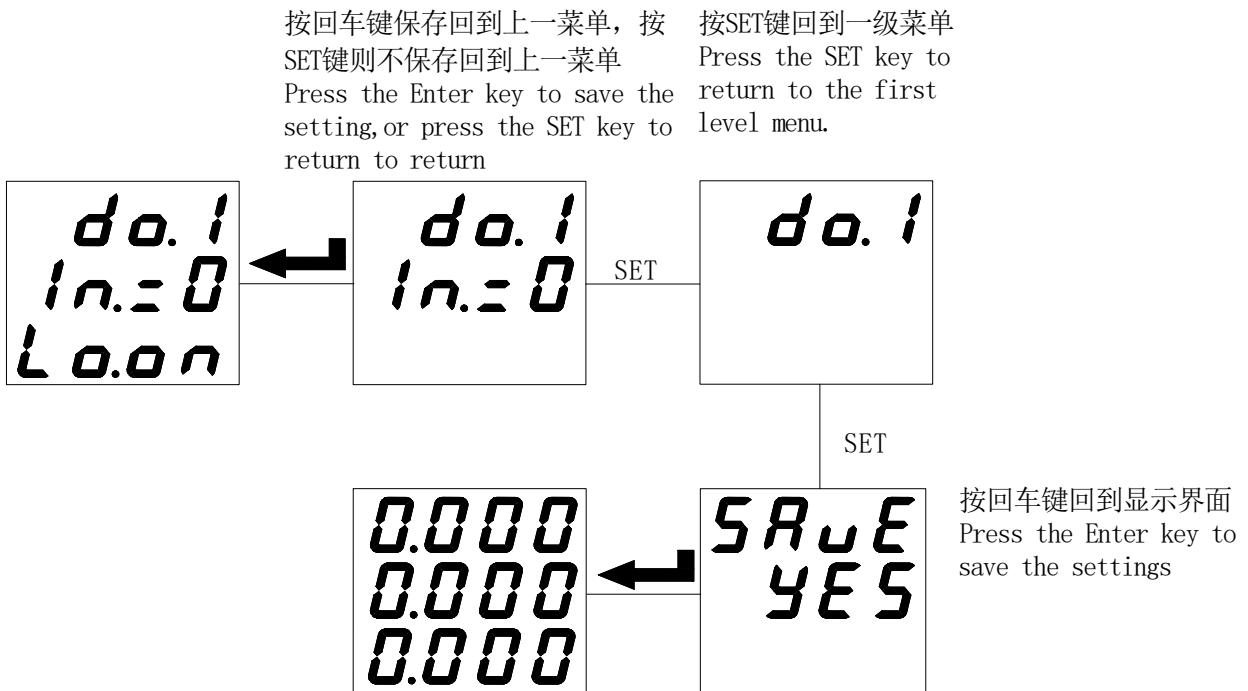 按回车键保存回到上一菜单，按
SET键则不保存回到上一菜单
Press the Enter key to save the
setting,or press the SET key to
return to return
按SET键回到一级菜单
Press the SET key to
return to the first
level menu.
do.1
In.=0
Lo.on
do.1
In.=0
SET
do.1
SET
0.000
0.000
0.000
SAvE
YES
按回车键回到显示界面
Press the Enter key to
save the settings